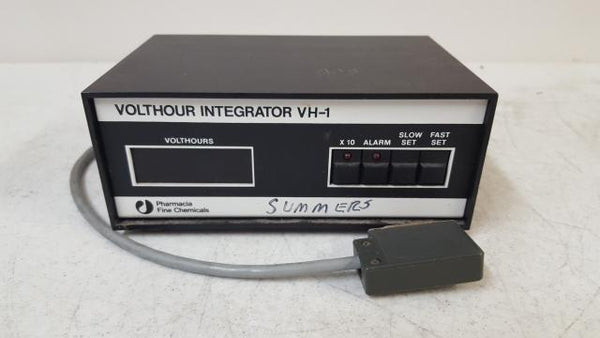 VOLTHOUR INTEGRATOR VH-1
VOLTHOURS
X 10 ALARM SLOW SET FAST SET
Pharmacia
Fine Chemicals
SUMMERS